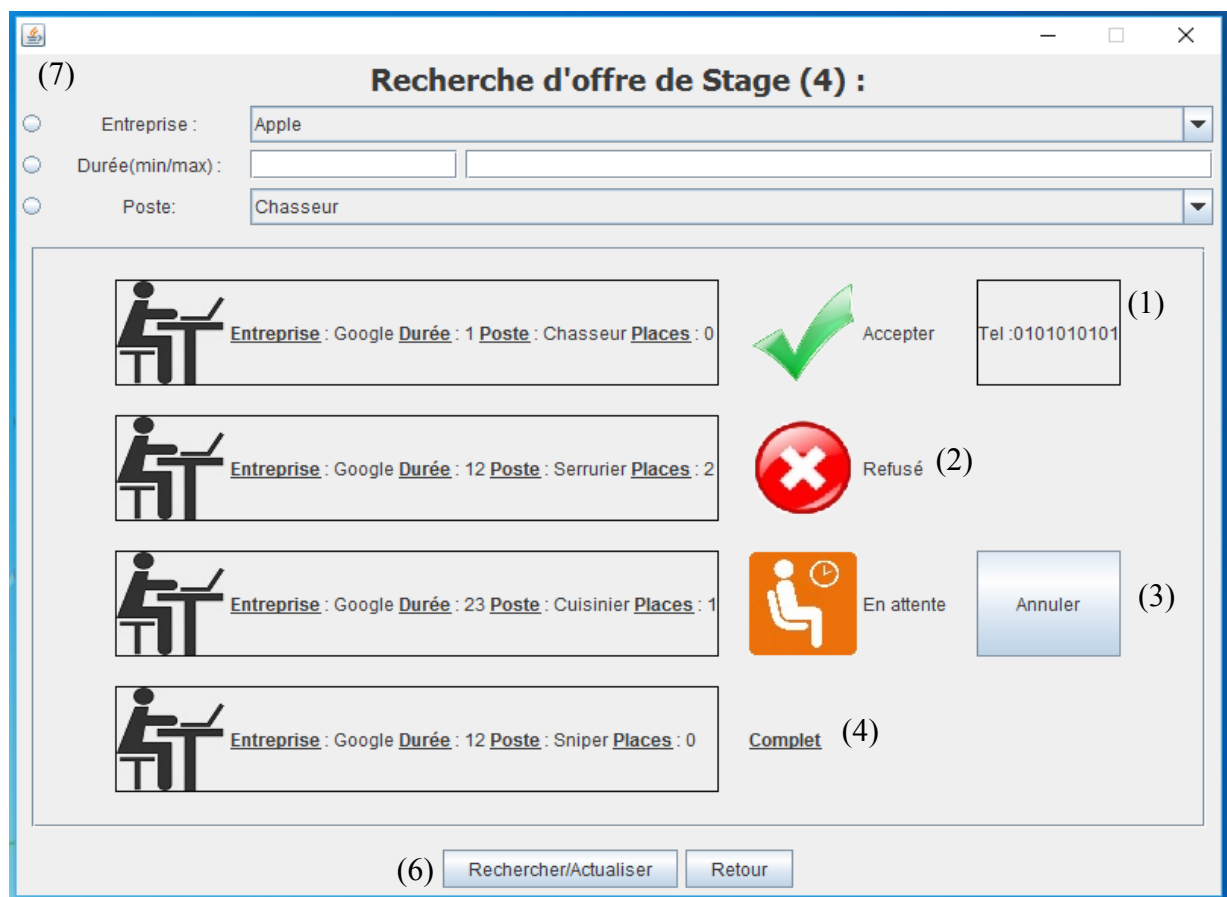 (7)
Recherche d'offre de Stage (4) :
Entreprise : Apple
Durée(min/max) :
Poste: Chasseur
Entreprise : Google Durée : 1 Poste : Chasseur Places : 0 Accepter Tel :0101010101 (1)
Entreprise : Google Durée : 12 Poste : Serrurier Places : 2 Refusé (2)
Entreprise : Google Durée : 23 Poste : Cuisinier Places : 1 En attente Annuler (3)
Entreprise : Google Durée : 12 Poste : Sniper Places : 0 Complet (4)
(6) Rechercher/Actualiser Retour